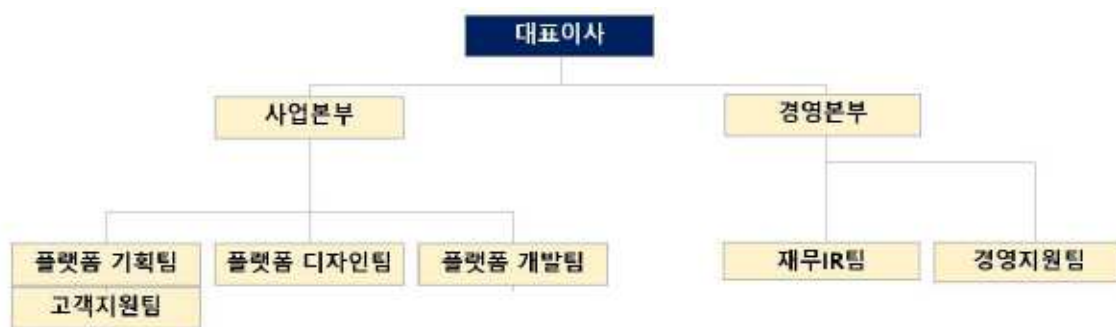 대표이사
사업본부
경영본부
플랫폼 기획팀
플랫폼 디자인팀
플랫폼 개발팀
재무IR팀
경영지원팀
고객지원팀